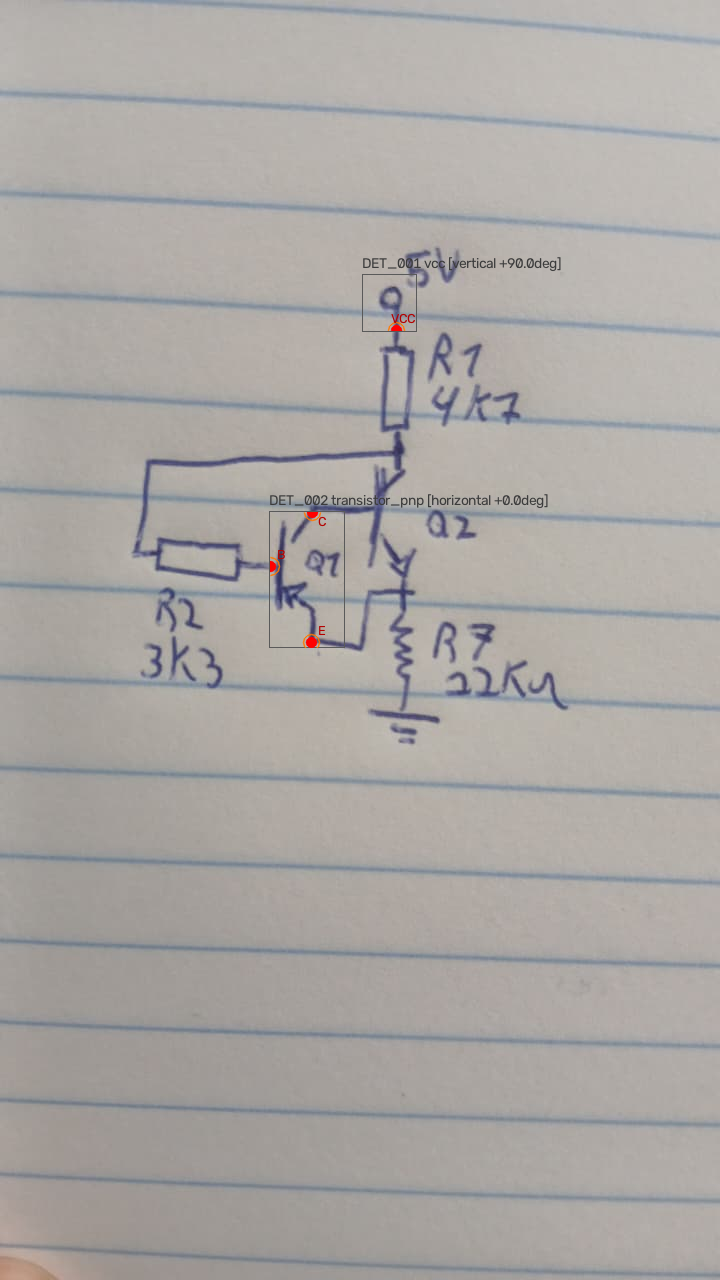 5V
DET_001 vcc [vertical +90.0deg]
VCC
R1
4K7
DET_002 transistor_pnp [horizontal +0.0deg]
C
Q2
B
Q1
R2
3K3
E
R7
22K